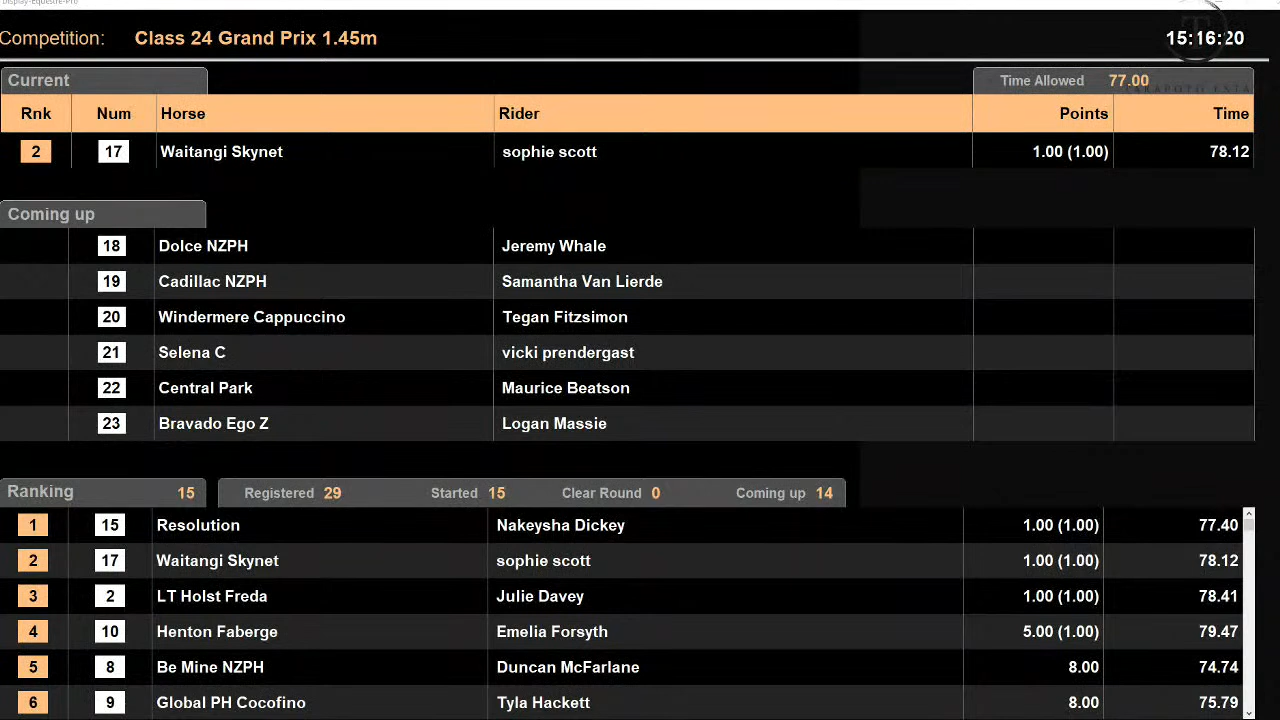 Display-Equestre-Pro
Competition: Class 24 Grand Prix 1.45m 15:16:20
Current Time Allowed 77.00
Rnk Num Horse Rider Points Time
2 17 Waitangi Skynet sophie scott 1.00 (1.00) 78.12
Coming up
18 Dolce NZPH Jeremy Whale
19 Cadillac NZPH Samantha Van Lierde
20 Windermere Cappuccino Tegan Fitzsimon
21 Selena C vicki prendergast
22 Central Park Maurice Beatson
23 Bravado Ego Z Logan Massie
Ranking 15 Registered 29 Started 15 Clear Round 0 Coming up 14
1 15 Resolution Nakeysha Dickey 1.00 (1.00) 77.40
2 17 Waitangi Skynet sophie scott 1.00 (1.00) 78.12
3 2 LT Holst Freda Julie Davey 1.00 (1.00) 78.41
4 10 Henton Faberge Emelia Forsyth 5.00 (1.00) 79.47
5 8 Be Mine NZPH Duncan McFarlane 8.00 74.74
6 9 Global PH Cocofino Tyla Hackett 8.00 75.79